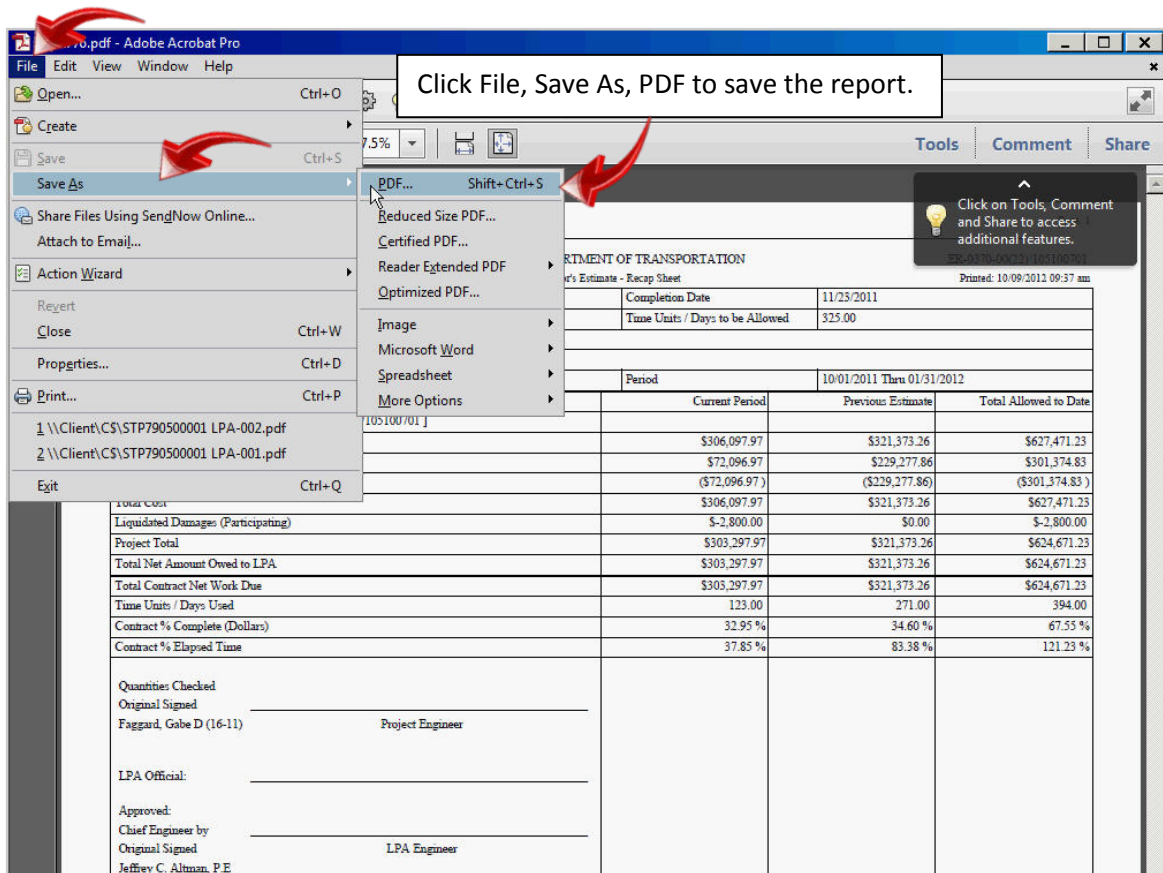 .pdf - Adobe Acrobat Pro
File Edit View Window Help
Click File, Save As, PDF to save the report.
Open... Ctrl+O
Create
7.5%
Save Ctrl+S
Tools Comment Share
Save As
PDF... Shift+Ctrl+S
Click on Tools, Comment
and Share to access
additional features.
Share Files Using SendNow Online...
Reduced Size PDF...
Attach to Email...
Certified PDF...
Action Wizard
Reader Extended PDF
OF TRANSPORTATION
ER-0370-00(22)/105100701
's Estimate - Recap Sheet
Printed: 10/09/2012 09:37 am
Revert
Optimized PDF...
Completion Date 11/23/2011
Close Ctrl+W
Image
Time Units / Days to be Allowed 325.00
Microsoft Word
Properties... Ctrl+D
Spreadsheet
Period 10/01/2011 Thru 01/31/2012
Print... Ctrl+P
More Options
Current Period Previous Estimate Total Allowed to Date
/105100701 ]
1 \\Client\C$\STP790500001 LPA-002.pdf
$306,097.97 $321,373.26 $627,471.23
2 \\Client\C$\STP790500001 LPA-001.pdf
$72,096.97 $229,277.86 $301,374.83
Exit Ctrl+Q
($72,096.97 ) ($229,277.86) ($301,374.83 )
Total Cost $306,097.97 $321,373.26 $627,471.23
Liquidated Damages (Participating) $-2,800.00 $0.00 $-2,800.00
Project Total $303,297.97 $321,373.26 $624,671.23
Total Net Amount Owed to LPA $303,297.97 $321,373.26 $624,671.23
Total Contract Net Work Due $303,297.97 $321,373.26 $624,671.23
Time Units / Days Used 123.00 271.00 394.00
Contract % Complete (Dollars) 32.95 % 34.60 % 67.55 %
Contract % Elapsed Time 37.85 % 83.38 % 121.23 %
Quantities Checked
Original Signed
Faggard, Gabe D (16-11) Project Engineer
LPA Official:
Approved:
Chief Engineer by
Original Signed LPA Engineer
Jeffrey C. Altman, P.E